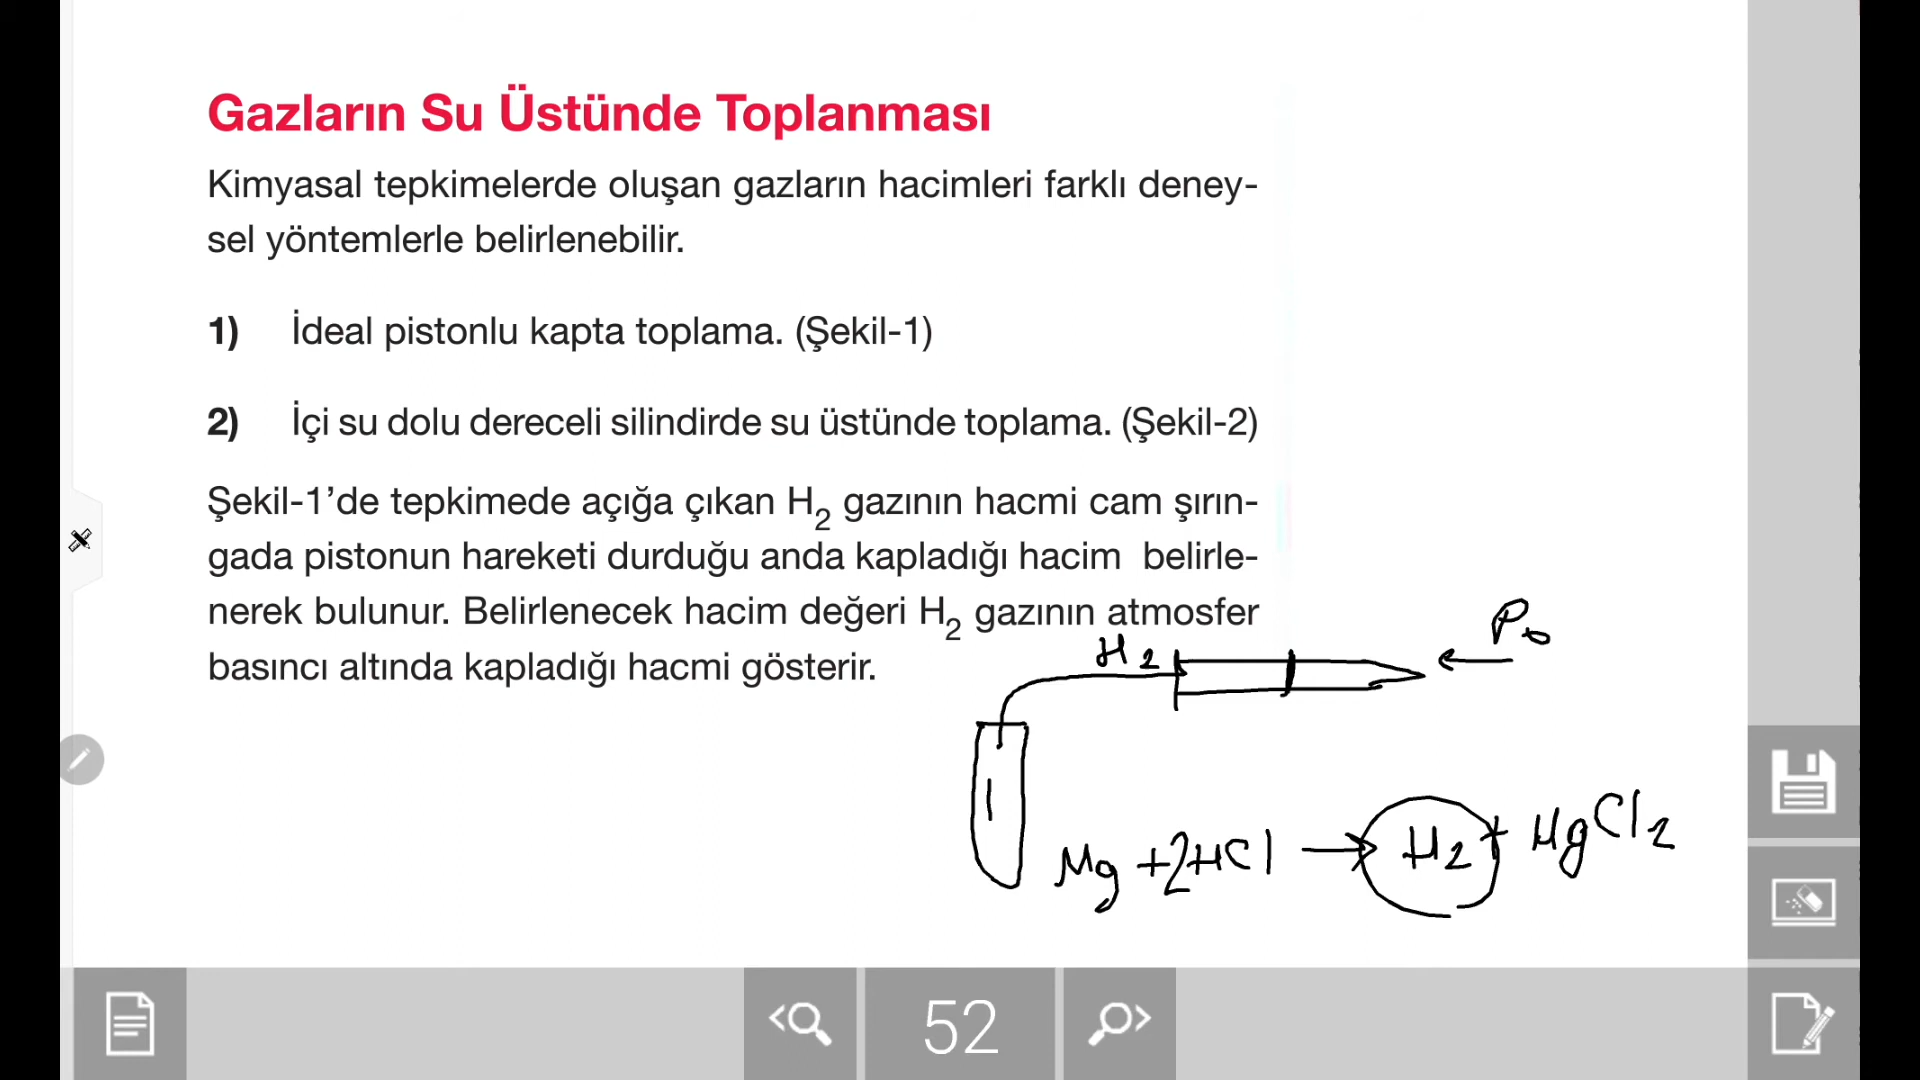 Gazların Su Üstünde Toplanması
Kimyasal tepkimelerde oluşan gazların hacimleri farklı deney-
sel yöntemlerle belirlenebilir.
1) İdeal pistonlu kapta toplama. (Şekil-1)
2) İçi su dolu dereceli silindirde su üstünde toplama. (Şekil-2)
Şekil-1’de tepkimede açığa çıkan H₂ gazının hacmi cam şırın-
gada pistonun hareketi durduğu anda kapladığı hacim belirle-
nerek bulunur. Belirlenecek hacim değeri H₂ gazının atmosfer
basıncı altında kapladığı hacmi gösterir.
H₂
P₀
Mg + 2HCl → H₂ + MgCl₂
52